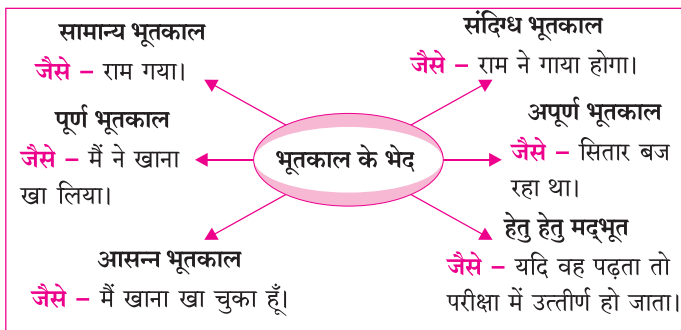 सामान्य भूतकाल
जैसे – राम गया।
पूर्ण भूतकाल
जैसे – मैं ने खाना
खा लिया।
आसन्न भूतकाल
जैसे – मैं खाना खा चुका हूँ।
भूतकाल के भेद
संदिग्ध भूतकाल
जैसे – राम ने गाया होगा।
अपूर्ण भूतकाल
जैसे – सितार बज
रहा था।
हेतु हेतु मद्‌भूत
जैसे – यदि वह पढ़ता तो
परीक्षा में उत्तीर्ण हो जाता।